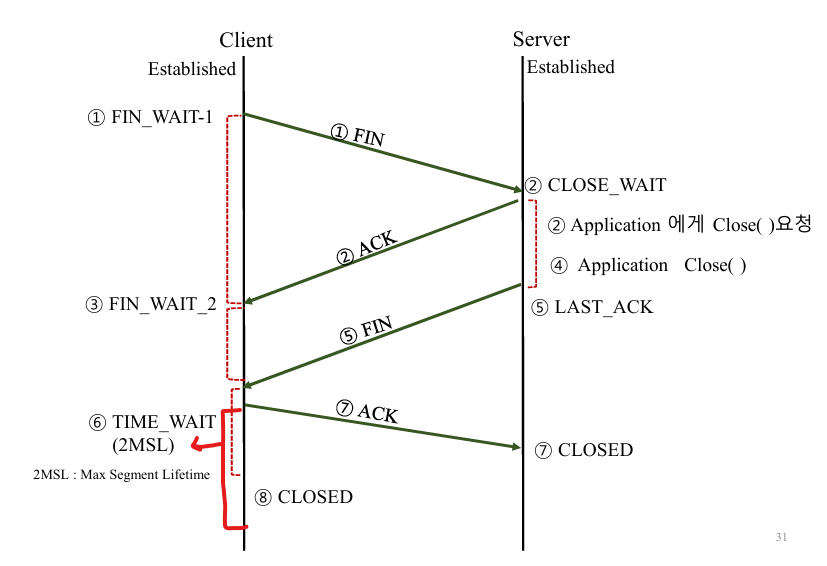 Client
Server
Established
Established
① FIN_WAIT-1
① FIN
② CLOSE_WAIT
② Application 에게 Close( )요청
② ACK
④ Application Close( )
③ FIN_WAIT_2
⑤ LAST_ACK
⑤ FIN
⑥ TIME_WAIT
(2MSL)
⑦ ACK
⑦ CLOSED
2MSL : Max Segment Lifetime
⑧ CLOSED
31